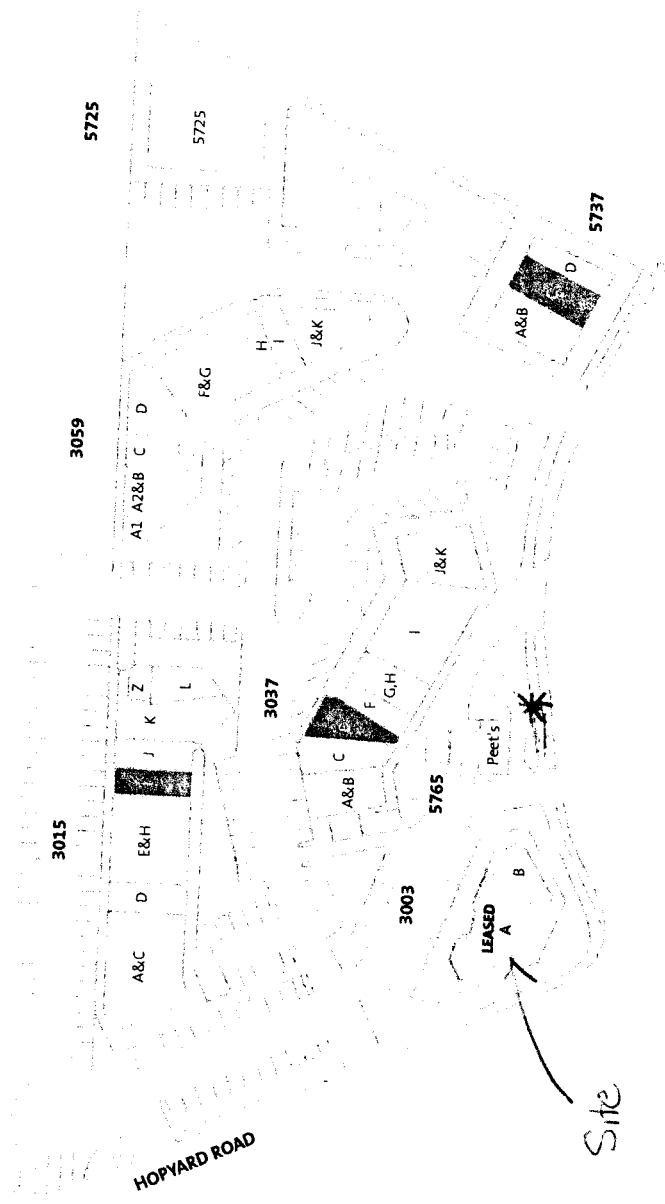 5725
5725
3059
A1 A2&B C D
F&G
H
I
J&K
5737
A&B
D
3015
A&C
D
E&H
J
K
Z
L
3037
A&B
C
F
G,H
I
J&K
5765
Peet's
3003
LEASED
A
B
HOPYARD ROAD
Site